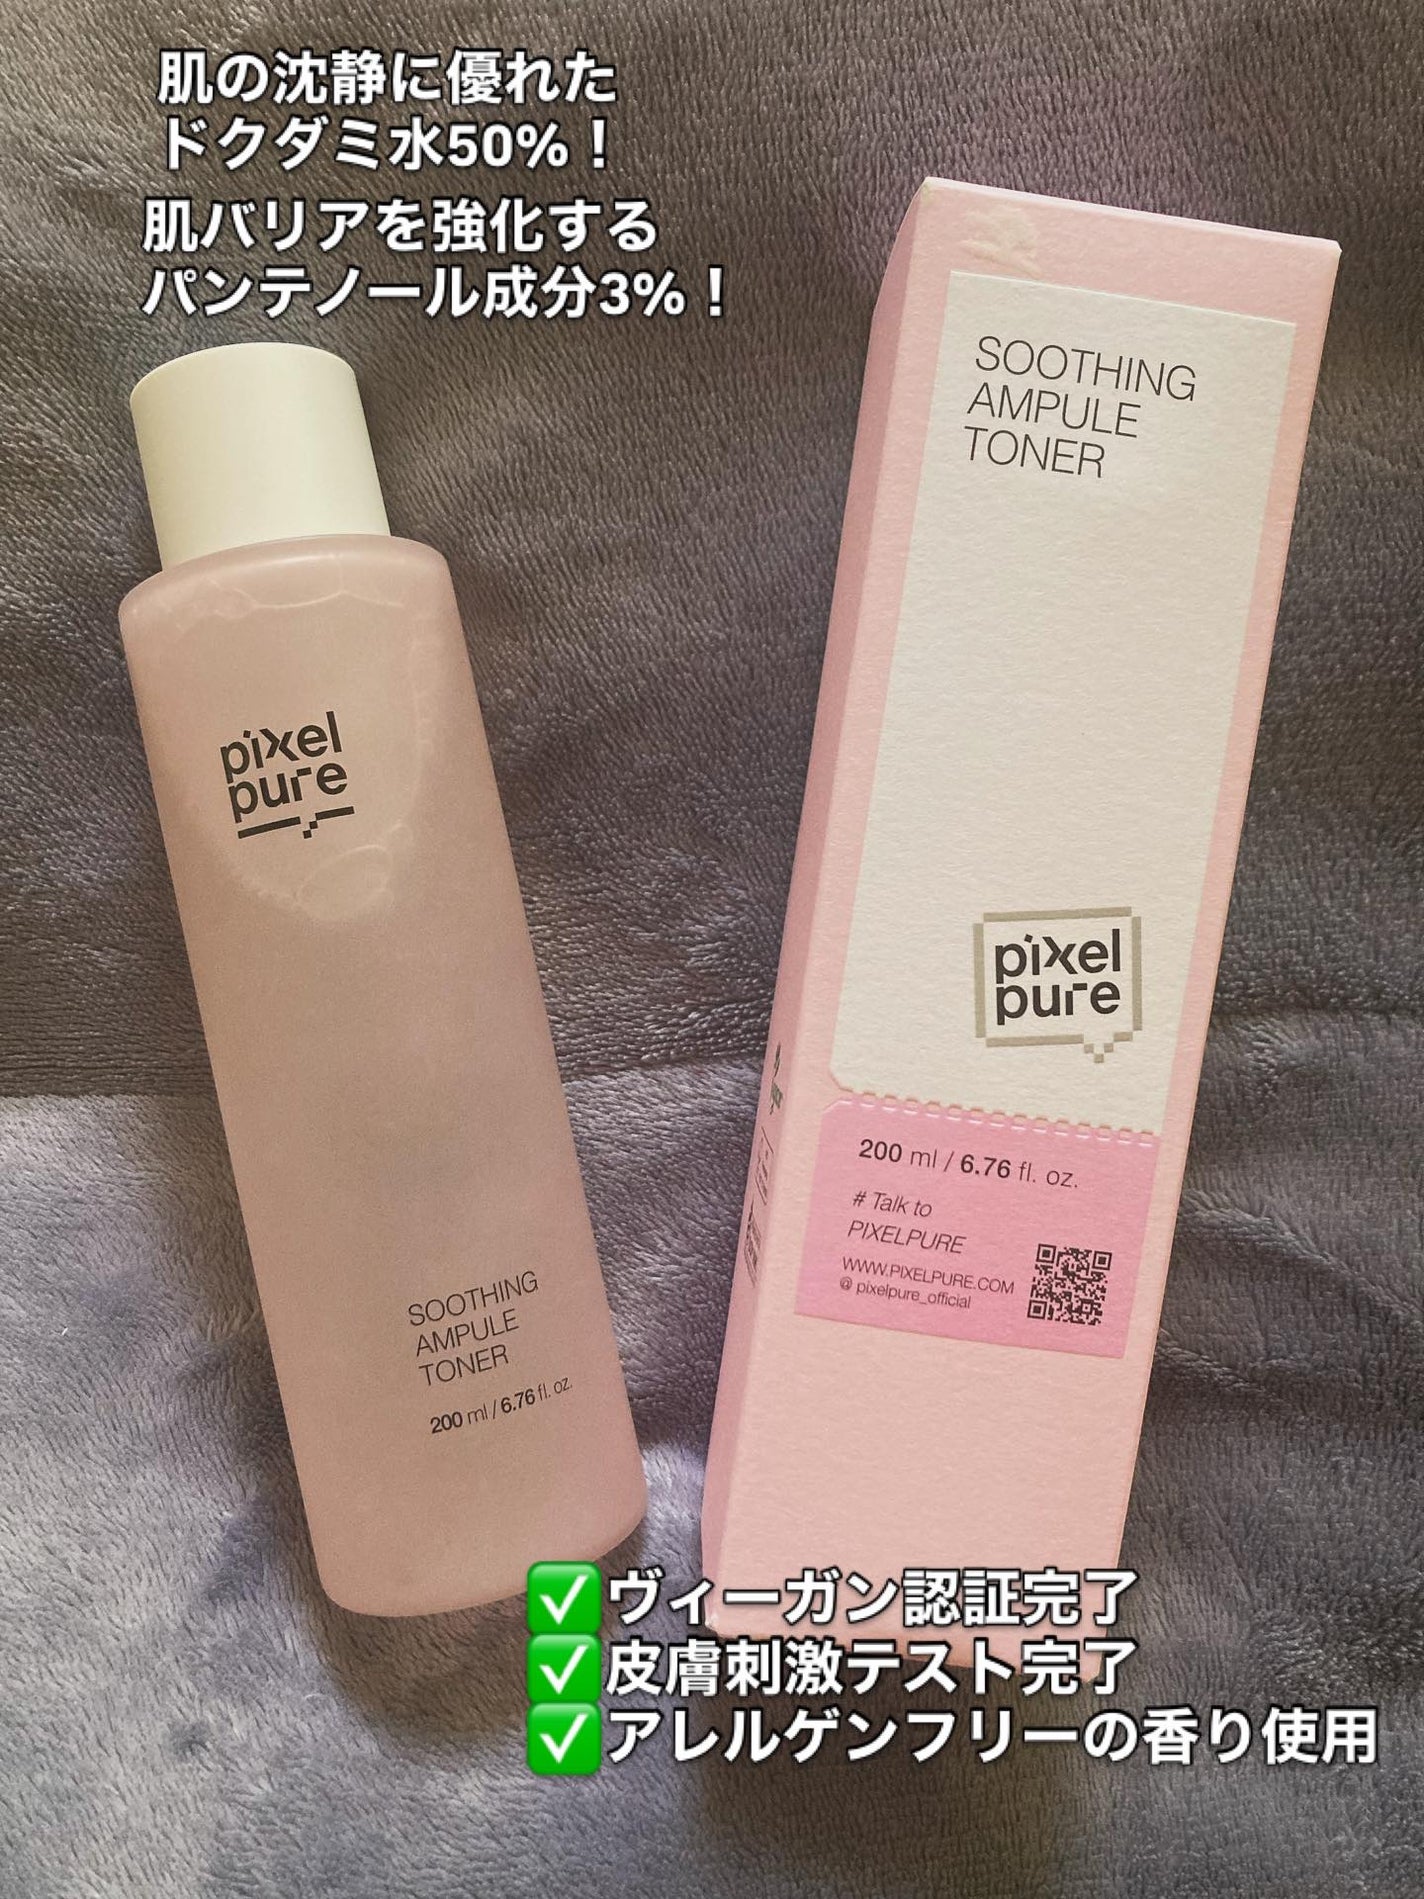 肌の沈静に優れた
ドクダミ水50%！
肌バリアを強化する
パンテノール成分3%！
pixel
pure
SOOTHING
AMPULE
TONER
200 ml / 6.76 fl. oz.
SOOTHING
AMPULE
TONER
pixel
pure
200 ml / 6.76 fl. oz.
# Talk to
PIXELPURE
WWW.PIXELPURE.COM
@ pixelpure_official
✅ヴィーガン認証完了
✅皮膚刺激テスト完了
✅アレルゲンフリーの香り使用